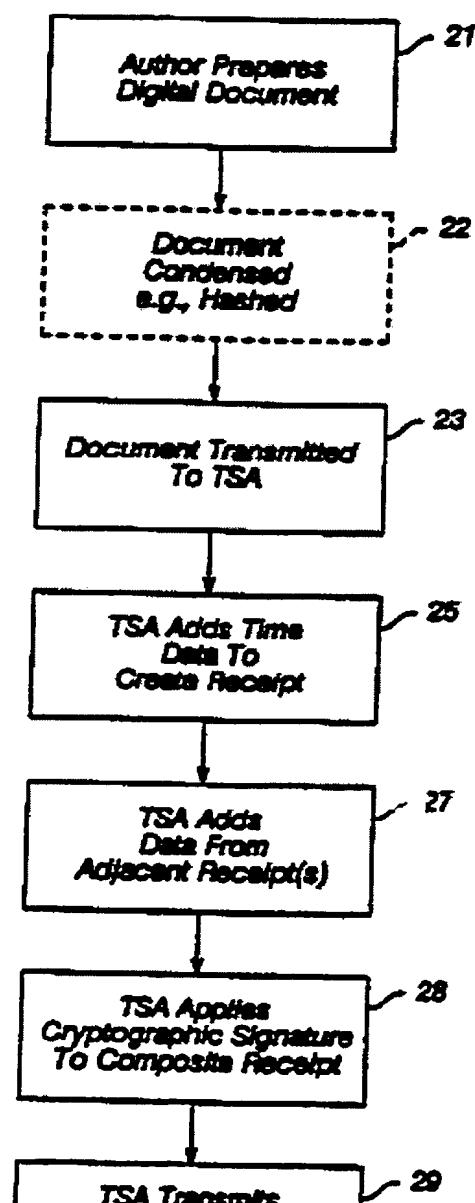 21
Author Prepares
Digital Document
22
Document
Condensed
e.g., Hashed
23
Document Transmitted
To TSA
25
TSA Adds Time
Data To
Create Receipt
27
TSA Adds
Data From
Adjacent Receipt(s)
28
TSA Applies
Cryptographic Signature
To Composite Receipt
29
TSA Transmits